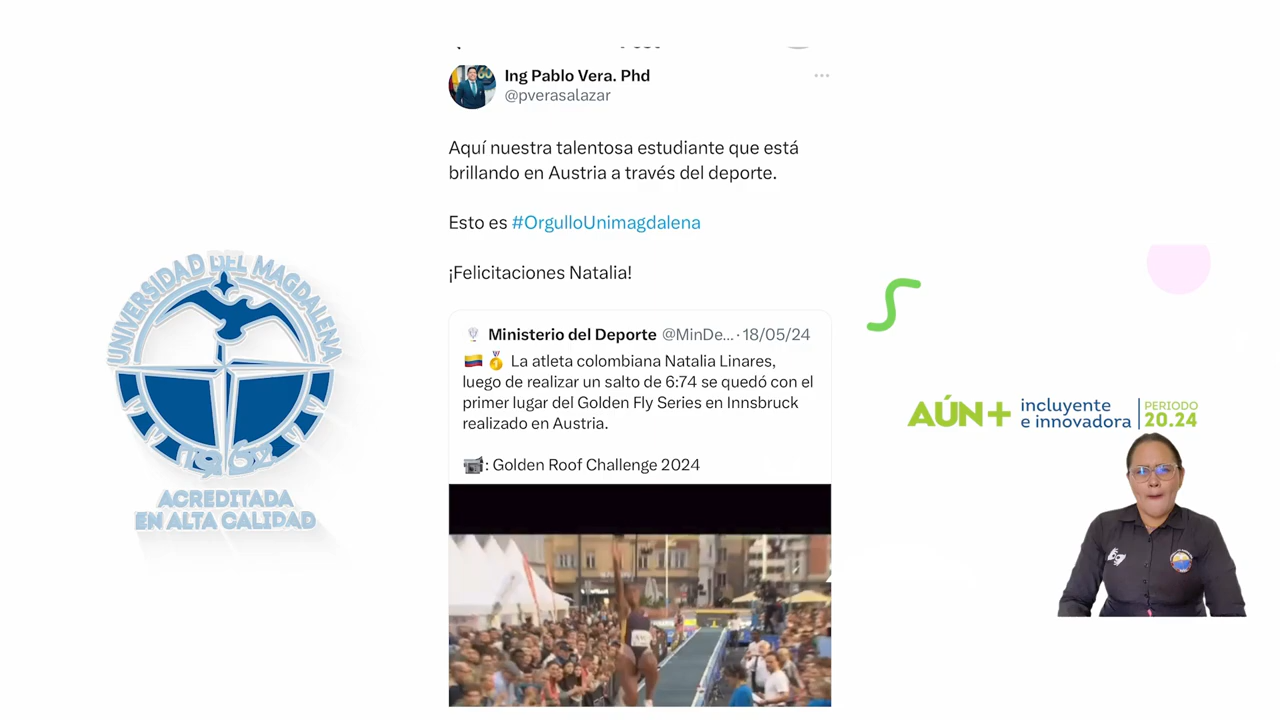 Ing Pablo Vera. Phd
@pverasalazar
Aquí nuestra talentosa estudiante que está
brillando en Austria a través del deporte.
Esto es #OrgulloUnimagdalena
¡Felicitaciones Natalia!
Ministerio del Deporte @MinDe... · 18/05/24
🇨🇴 🥇 La atleta colombiana Natalia Linares,
luego de realizar un salto de 6:74 se quedó con el
primer lugar del Golden Fly Series en Innsbruck
realizado en Austria.
📹: Golden Roof Challenge 2024
UNIVERSIDAD DEL MAGDALENA
1962
ACREDITADA
EN ALTA CALIDAD
AÚN+
incluyente
e innovadora
PERIODO
20.24